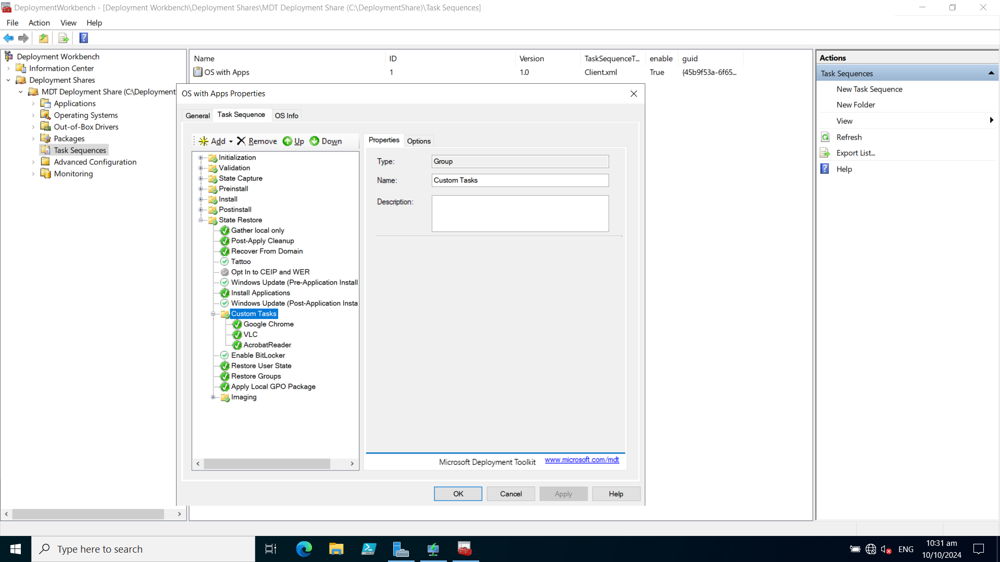 DeploymentWorkbench - [Deployment Workbench\Deployment Shares\MDT Deployment Share (C:\DeploymentShare)\Task Sequences]
File Action View Help
Deployment Workbench
Information Center
Deployment Shares
MDT Deployment Share (C:\Deployment
Applications
Operating Systems
Out-of-Box Drivers
Packages
Task Sequences
Advanced Configuration
Monitoring
Name ID Version TaskSequenceT... enable guid
OS with Apps 1 1.0 Client.xml True {45b9f53a-6f65...
OS with Apps Properties
General Task Sequence OS Info
Add Remove Up Down
Initialization
Validation
State Capture
Preinstall
Install
Postinstall
State Restore
Gather local only
Post-Apply Cleanup
Recover From Domain
Tattoo
Opt In to CEIP and WER
Windows Update (Pre-Application Install
Install Applications
Windows Update (Post-Application Insta
Custom Tasks
Google Chrome
VLC
AcrobatReader
Enable BitLocker
Restore User State
Restore Groups
Apply Local GPO Package
Imaging
Properties Options
Type: Group
Name: Custom Tasks
Description:
Microsoft Deployment Toolkit www.microsoft.com/mdt
OK Cancel Apply Help
Actions
Task Sequences
New Task Sequence
New Folder
View
Refresh
Export List...
Help
Type here to search
ENG
10:31 am
10/10/2024